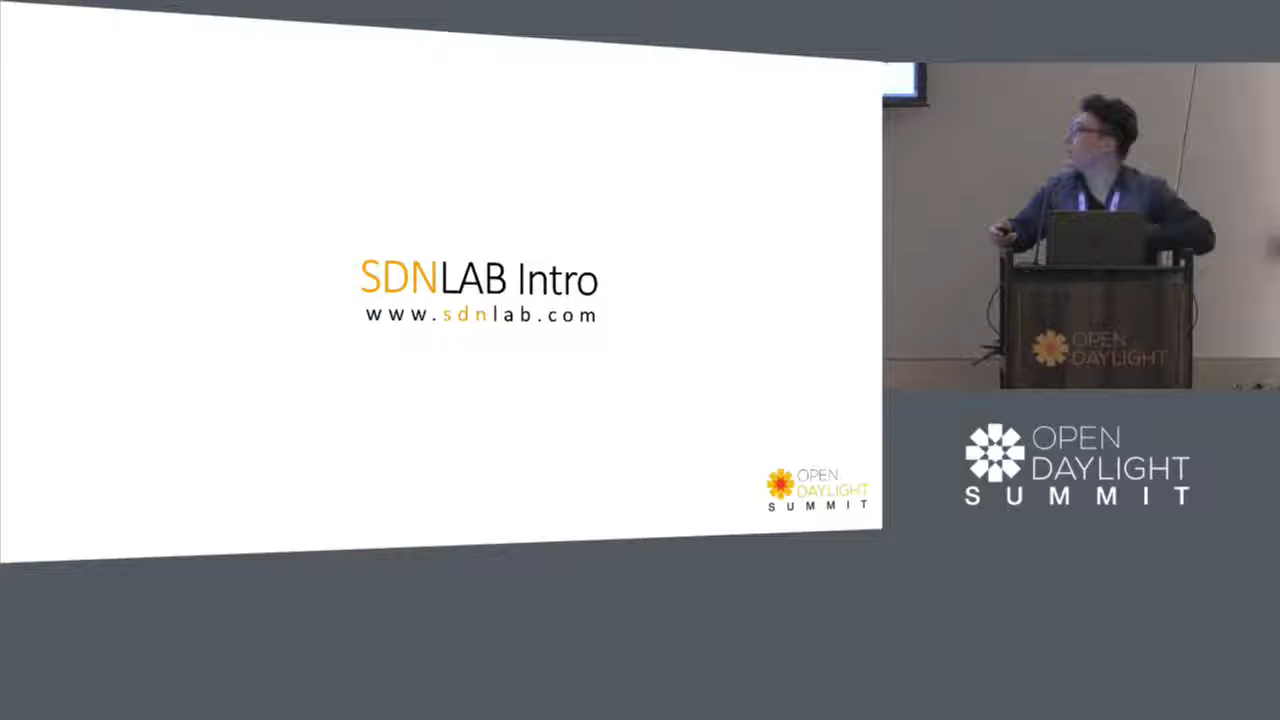 SDNLAB Intro
www.sdnlab.com
OPEN
DAYLIGHT
SUMMIT
OPEN
DAYLIGHT
OPEN
DAYLIGHT
SUMMIT